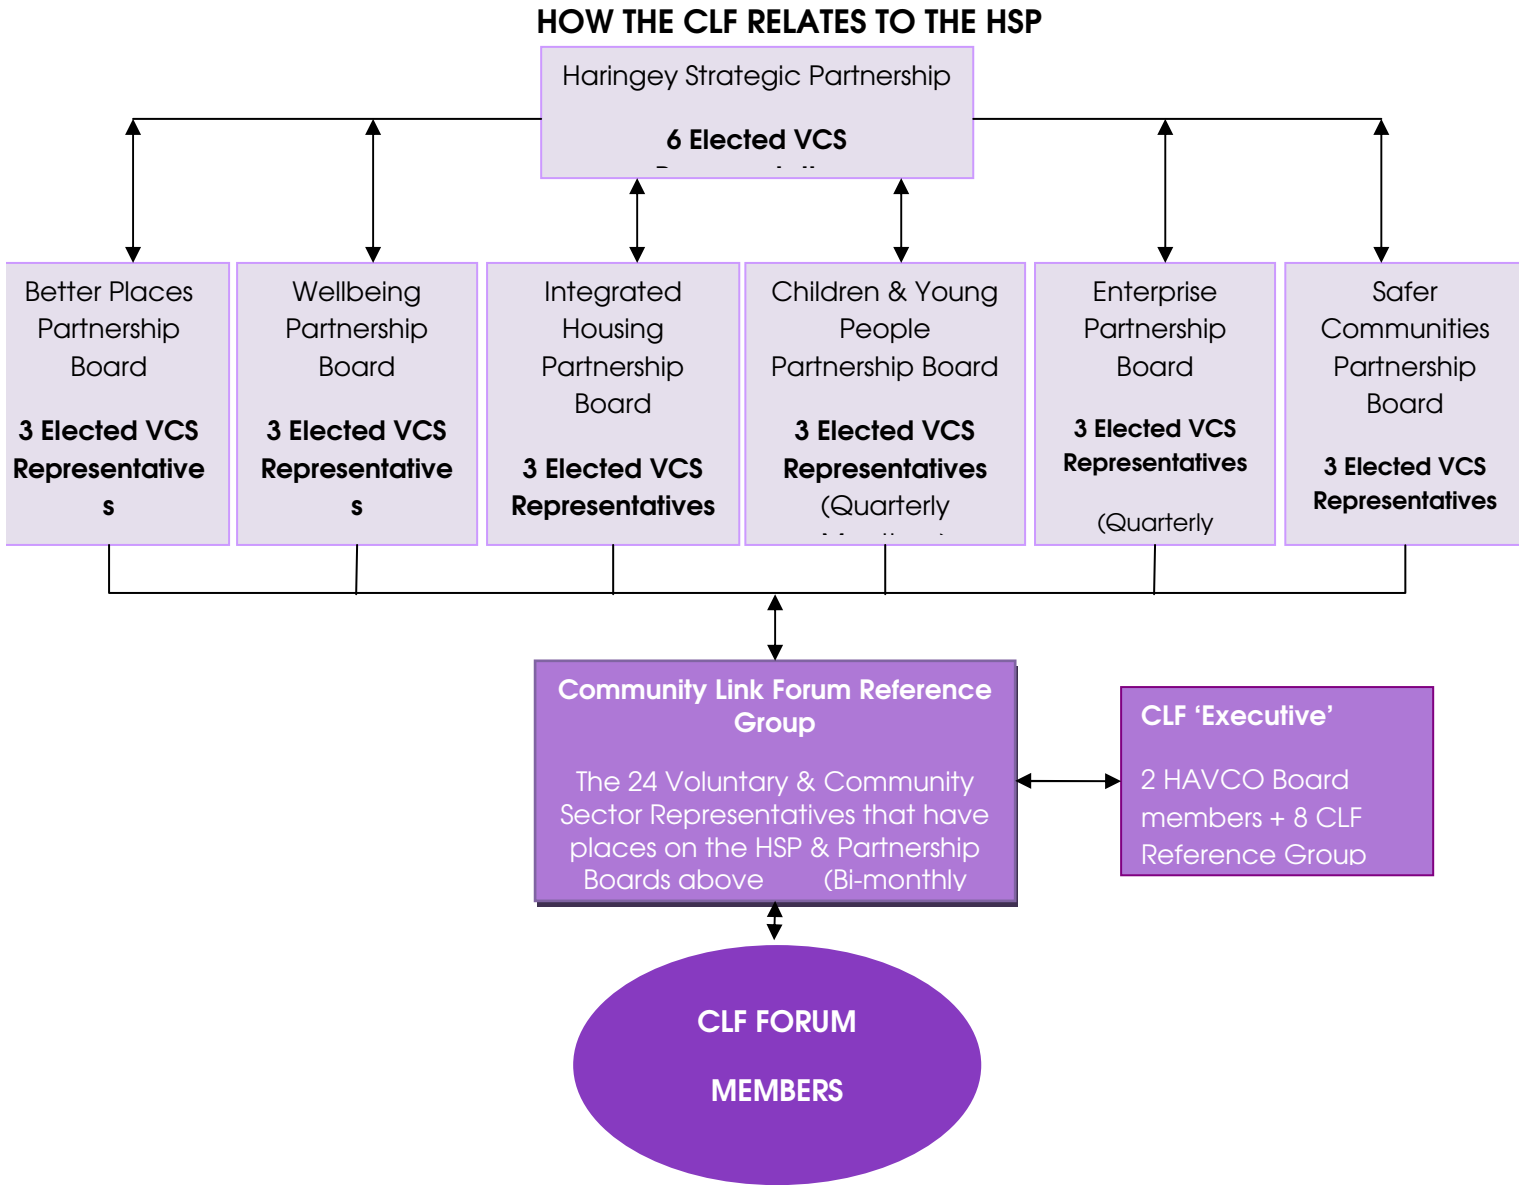 HOW THE CLF RELATES TO THE HSP
Haringey Strategic Partnership
6 Elected VCS
Better Places
Partnership
Board
3 Elected VCS
Representative
s
Wellbeing
Partnership
Board
3 Elected VCS
Representative
s
Integrated
Housing
Partnership
Board
3 Elected VCS
Representatives
Children & Young
People
Partnership Board
3 Elected VCS
Representatives
(Quarterly
Enterprise
Partnership
Board
3 Elected VCS
Representatives
(Quarterly
Safer
Communities
Partnership
Board
3 Elected VCS
Representatives
Community Link Forum Reference
Group
The 24 Voluntary & Community
Sector Representatives that have
places on the HSP & Partnership
Boards above (Bi-monthly
CLF ‘Executive’
2 HAVCO Board
members + 8 CLF
Reference Group
CLF FORUM
MEMBERS